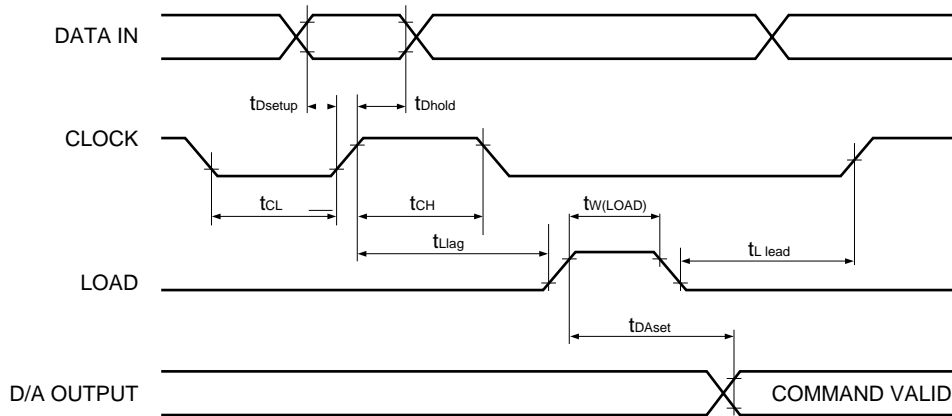 DATA IN
tDsetup
tDhold
CLOCK
tCL
tCH
tW(LOAD)
tLlag
tL lead
LOAD
tDAset
D/A OUTPUT
COMMAND VALID